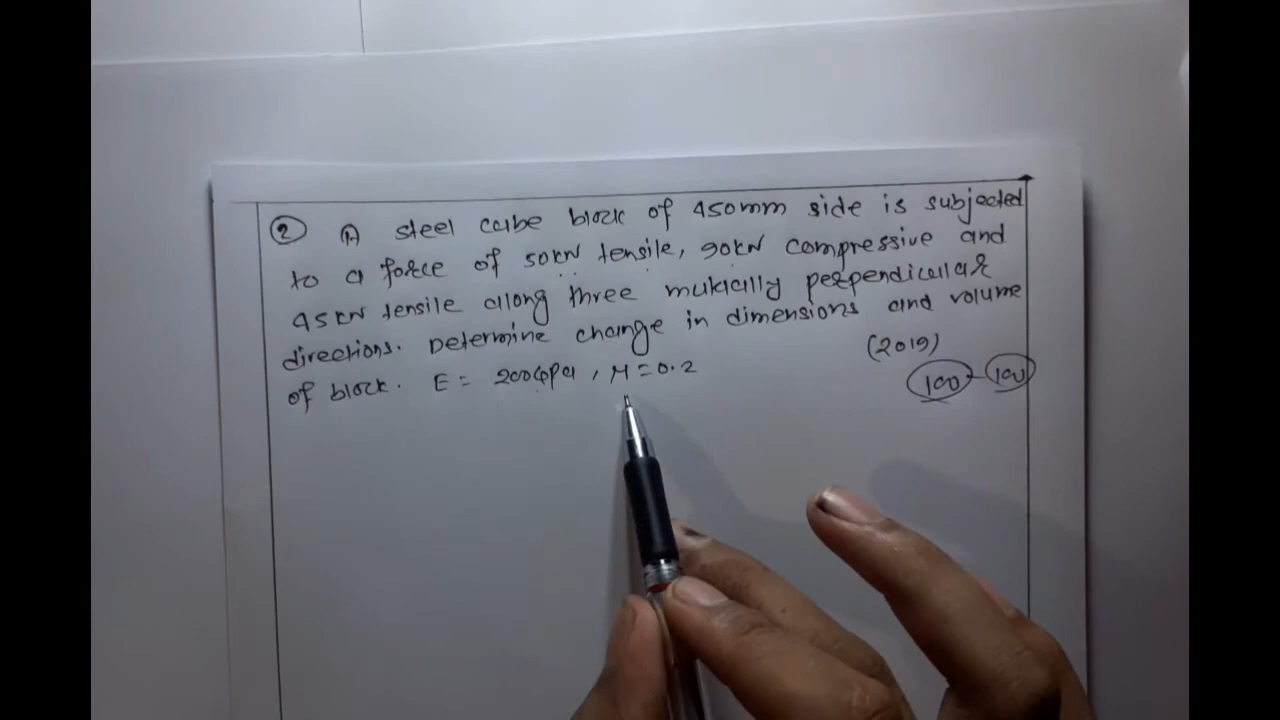 ② A steel cube block of 450mm side is subjected
to a force of 50kN tensile, 90kN compressive and
45kN tensile along three mutually perpendicular
directions. Determine change in dimensions and volume
of block. E = 200GPa, μ = 0.2
(2019)
100 - 100